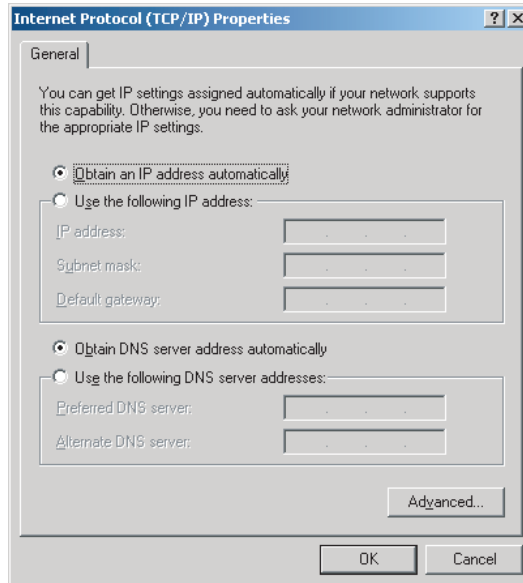 Internet Protocol (TCP/IP) Properties
General
You can get IP settings assigned automatically if your network supports
this capability. Otherwise, you need to ask your network administrator for
the appropriate IP settings.
Obtain an IP address automatically
Use the following IP address:
IP address:
Subnet mask:
Default gateway:
Obtain DNS server address automatically
Use the following DNS server addresses:
Preferred DNS server:
Alternate DNS server:
Advanced...
OK Cancel